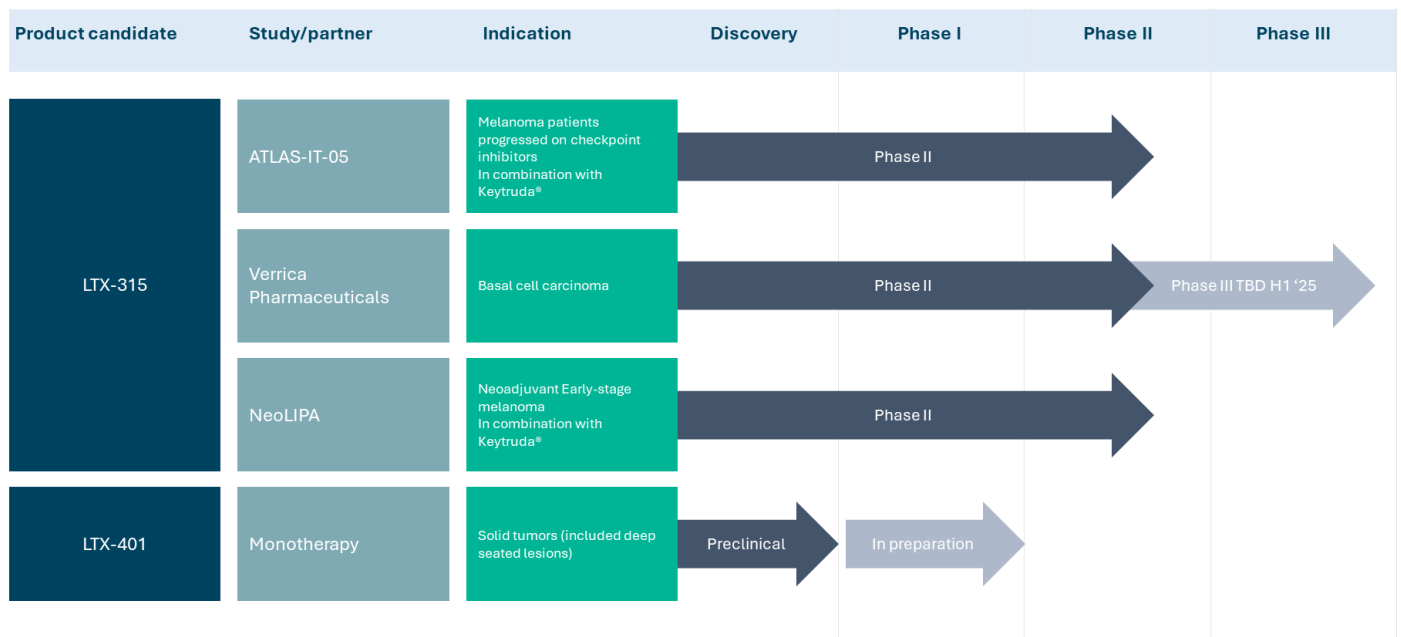 Product candidate
Study/partner
Indication
Discovery
Phase I
Phase II
Phase III
LTX-315
ATLAS-IT-05
Melanoma patients
progressed on checkpoint
inhibitors
In combination with
Keytruda®
Phase II
Verrica
Pharmaceuticals
Basal cell carcinoma
Phase II
Phase III TBD H1 ‘25
NeoLIPA
Neoadjuvant Early-stage
melanoma
In combination with
Keytruda®
Phase II
LTX-401
Monotherapy
Solid tumors (included deep
seated lesions)
Preclinical
In preparation